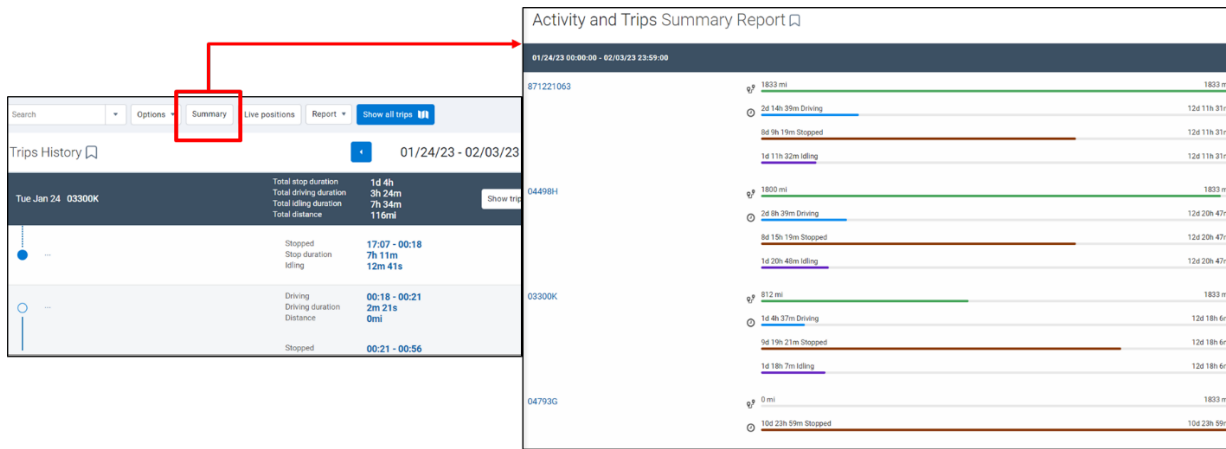 Search Options Summary Live positions Report Show all trips
Trips History 01/24/23 - 02/03/23
Tue Jan 24 03300K
Total stop duration 1d 4h
Total driving duration 3h 24m
Total idling duration 7h 34m
Total distance 116mi
Show trip
Stopped 17:07 - 00:18
Stop duration 7h 11m
Idling 12m 41s
Driving 00:18 - 00:21
Driving duration 2m 21s
Distance 0mi
Stopped 00:21 - 00:56
Activity and Trips Summary Report
01/24/23 00:00:00 - 02/03/23 23:59:00
871221063 1833 mi 1833 m
2d 14h 39m Driving 12d 11h 31
8d 9h 19m Stopped 12d 11h 31
1d 11h 32m Idling 12d 11h 31
04498H 1800 mi 1833 m
2d 8h 39m Driving 12d 20h 47
8d 15h 19m Stopped 12d 20h 47
1d 20h 48m Idling 12d 20h 47
03300K 812 mi 1833 m
1d 4h 37m Driving 12d 18h 6
9d 19h 21m Stopped 12d 18h 6
1d 18h 7m Idling 12d 18h 6
04793G 0 mi 1833 m
10d 23h 59m Stopped 10d 23h 59